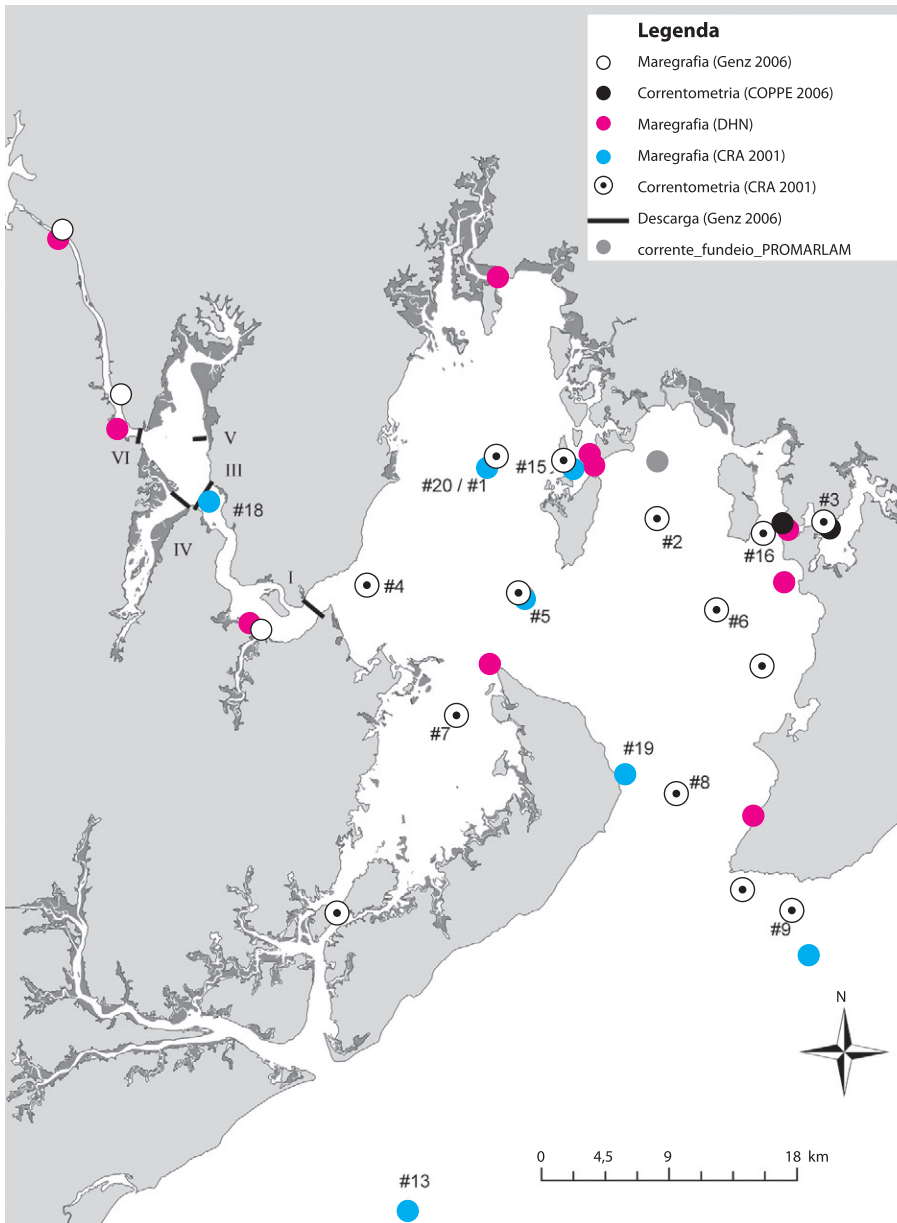 Legenda
Maregrafia (Genz 2006)
Correntometria (COPPE 2006)
Maregrafia (DHN)
Maregrafia (CRA 2001)
Correntometria (CRA 2001)
Descarga (Genz 2006)
corrente_fundeio_PROMARLAM
V
VI
III
#20 / #1
#15
#3
#18
#2
#16
IV
I
#4
#5
#6
#7
#19
#8
#9
N
0 4,5 9 18 km
#13